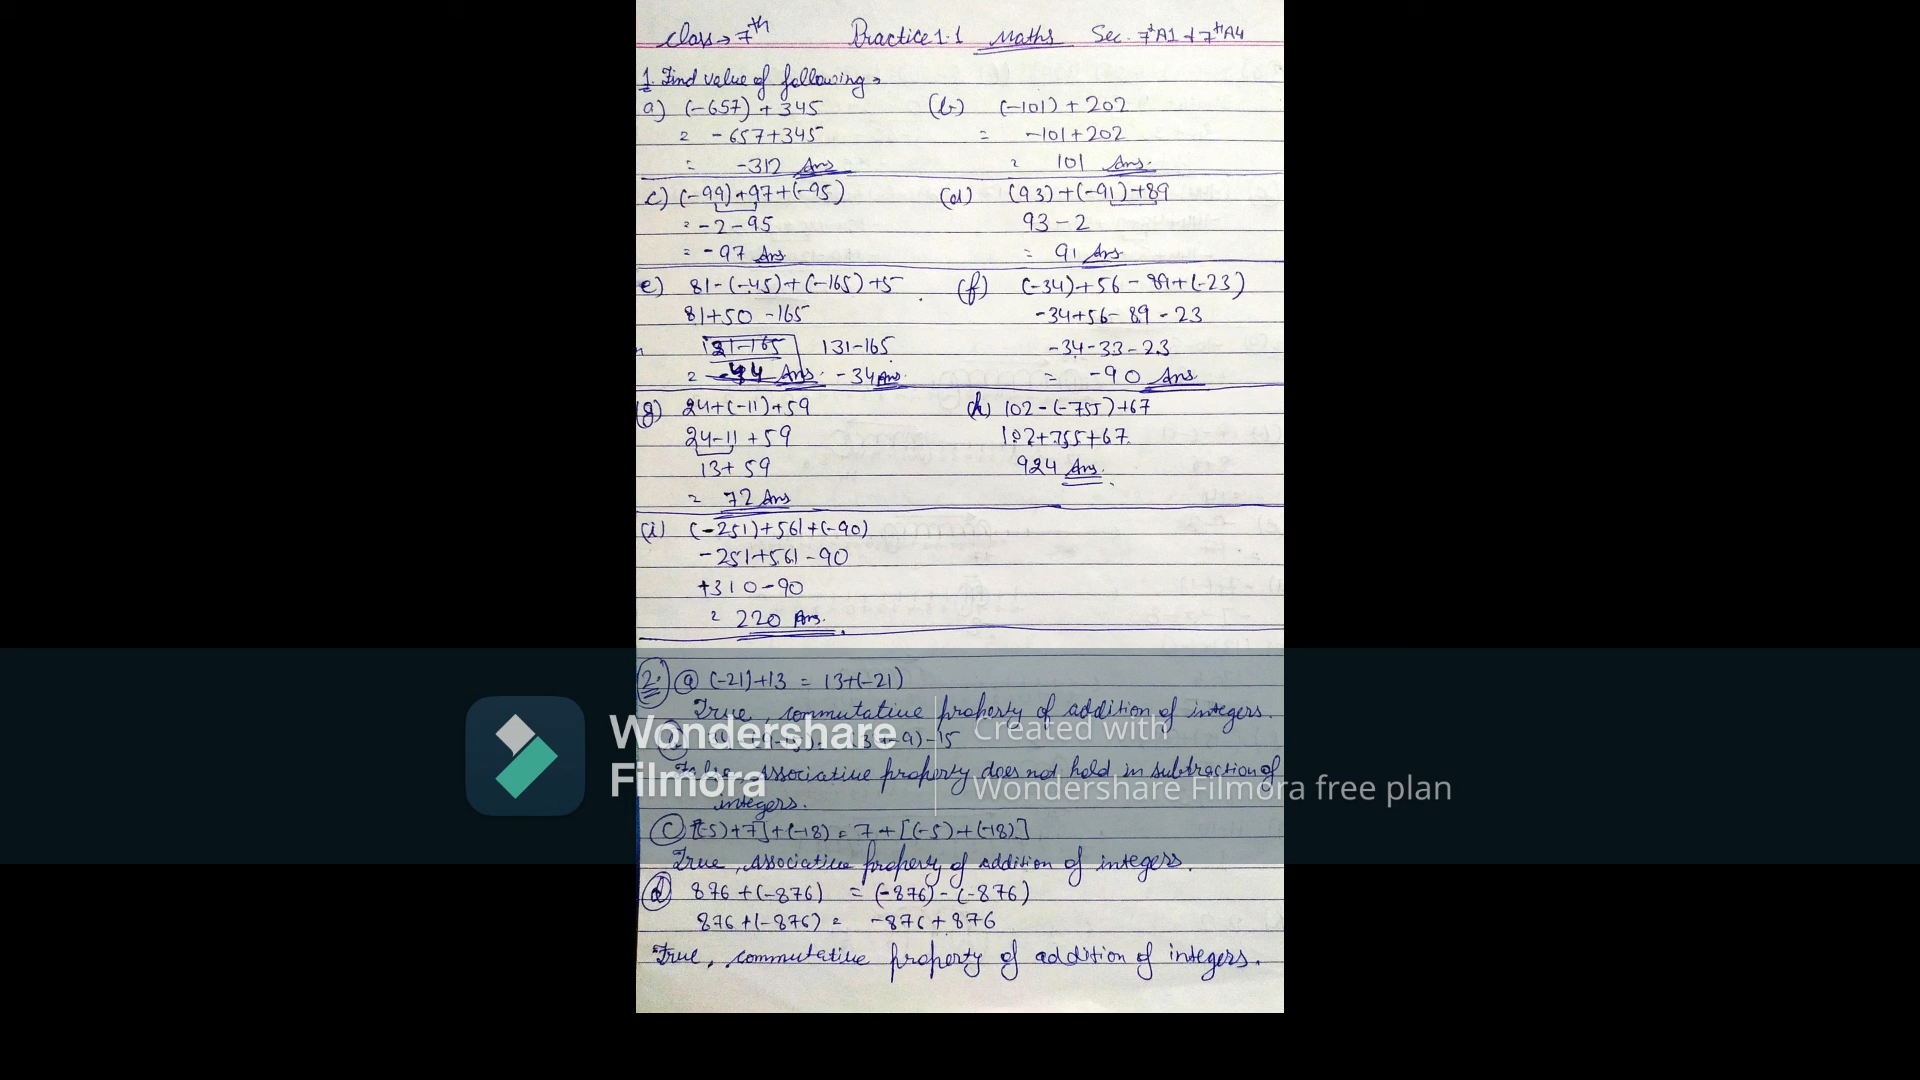 class → 7th Practice 1.1 Maths Sec. 7thA1 & 7thA4
1. Find value of following →
a) (-657) + 345 (b) (-101) + 202
= -657+345 = -101+202
= -312 Ans = 101 Ans.
c) (-99)+97+(-95) (d) (93)+(-91)+89
= -2-95 93-2
= -97 Ans = 91 Ans
e) 81-(-45)+(-165)+5 (f) (-34)+56-89+(-23)
81+50-165 -34+56-89-23
131-165 131-165 -34-33-23
= -44 Ans. -34 Ans. = -90 Ans.
(g) 24+(-11)+59 (h) 102-(-755)+67
24-11+59 102+755+67
13+59 924 Ans.
= 72 Ans
(i) (-251)+561+(-90)
-251+561-90
+310-90
= 220 Ans.
2. (a) (-21)+13 = 13+(-21)
True, commutative property of addition of integers.
-9)-15
False, Associative property does not hold in subtraction of
integers.
(c) [(-5)+7]+(-18) = 7+[(-5)+(-18)]
True, Associative property of addition of integers.
(d) 876+(-876) = (-876)-(-876)
876+(-876) = -876+876
True, commutative property of addition of integers.
Wondershare
Filmora
Created with
Wondershare Filmora free plan